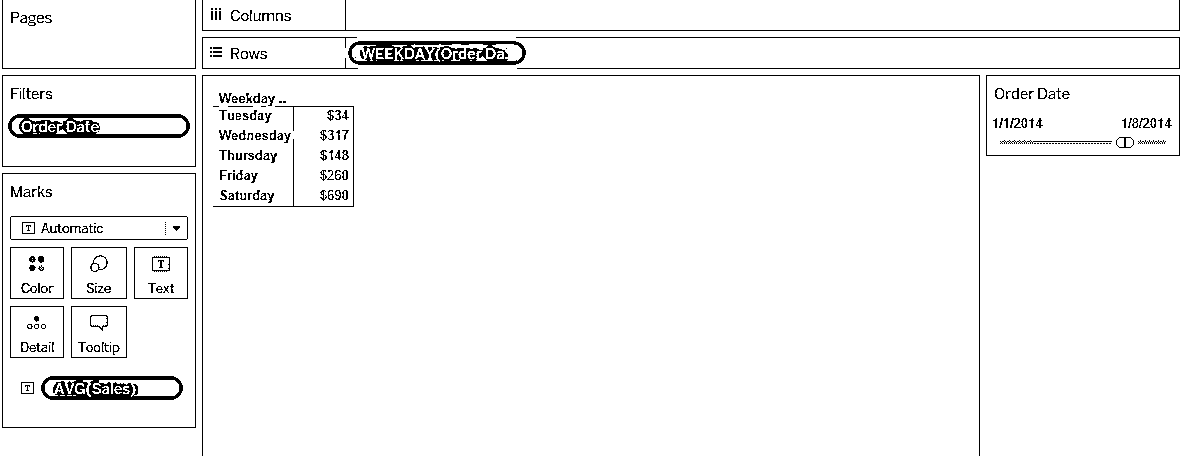 Pages
Columns
Rows WEEKDAY(Order Da
Filters
Order Date
Marks
Automatic
Color Size Text
Detail Tooltip
AVG(Sales)
Weekday ..
Tuesday $34
Wednesday $317
Thursday $148
Friday $260
Saturday $690
Order Date
1/1/2014 1/8/2014